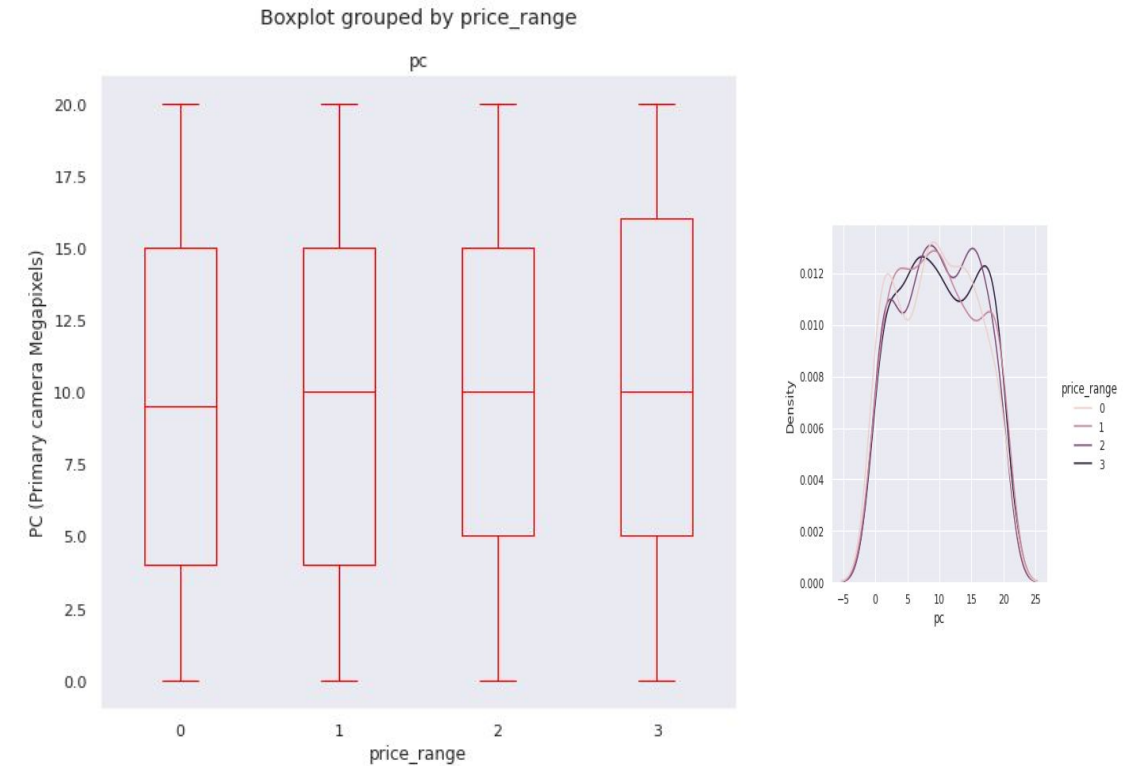 Boxplot grouped by price_range
pc
PC (Primary camera Megapixels)
20.0
17.5
15.0
12.5
10.0
7.5
5.0
2.5
0.0
0 1 2 3
price_range
Density
0.012
0.010
0.008
0.006
0.004
0.002
0.000
−5 0 5 10 15 20 25
pc
price_range
0
1
2
3